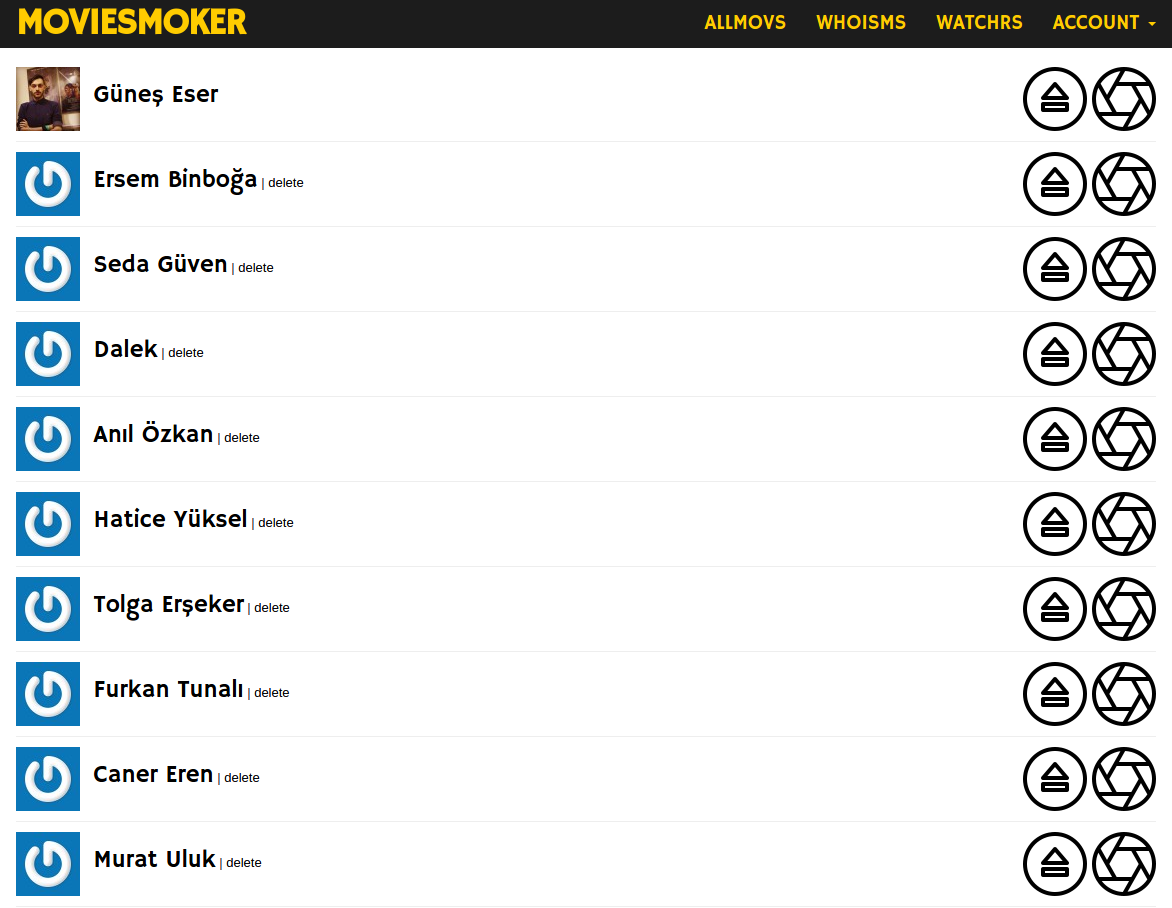 MOVIESMOKER ALLMOVS WHOISMS WATCHRS ACCOUNT
Güneş Eser
Ersem Binboğa | delete
Seda Güven | delete
Dalek | delete
Anıl Özkan | delete
Hatice Yüksel | delete
Tolga Erşeker | delete
Furkan Tunalı | delete
Caner Eren | delete
Murat Uluk | delete